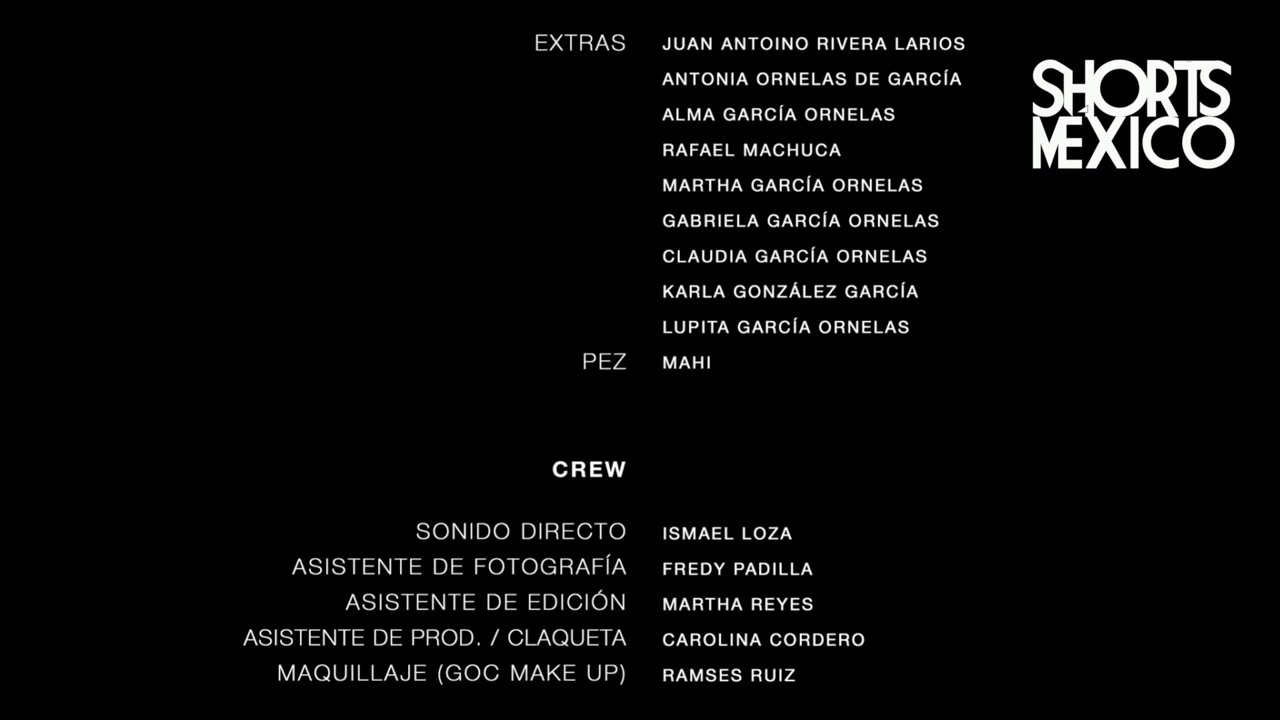 EXTRAS JUAN ANTOINO RIVERA LARIOS
ANTONIA ORNELAS DE GARCÍA
ALMA GARCÍA ORNELAS
RAFAEL MACHUCA
MARTHA GARCÍA ORNELAS
GABRIELA GARCÍA ORNELAS
CLAUDIA GARCÍA ORNELAS
KARLA GONZÁLEZ GARCÍA
LUPITA GARCÍA ORNELAS
PEZ MAHI
SHORTS
MÉXICO
CREW
SONIDO DIRECTO ISMAEL LOZA
ASISTENTE DE FOTOGRAFÍA FREDY PADILLA
ASISTENTE DE EDICIÓN MARTHA REYES
ASISTENTE DE PROD. / CLAQUETA CAROLINA CORDERO
MAQUILLAJE (GOC MAKE UP) RAMSES RUIZ